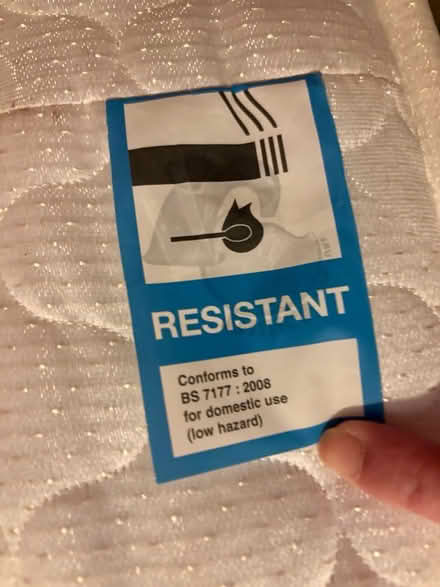 RESISTANT
Conforms to
BS 7177 : 2008
for domestic use
(low hazard)